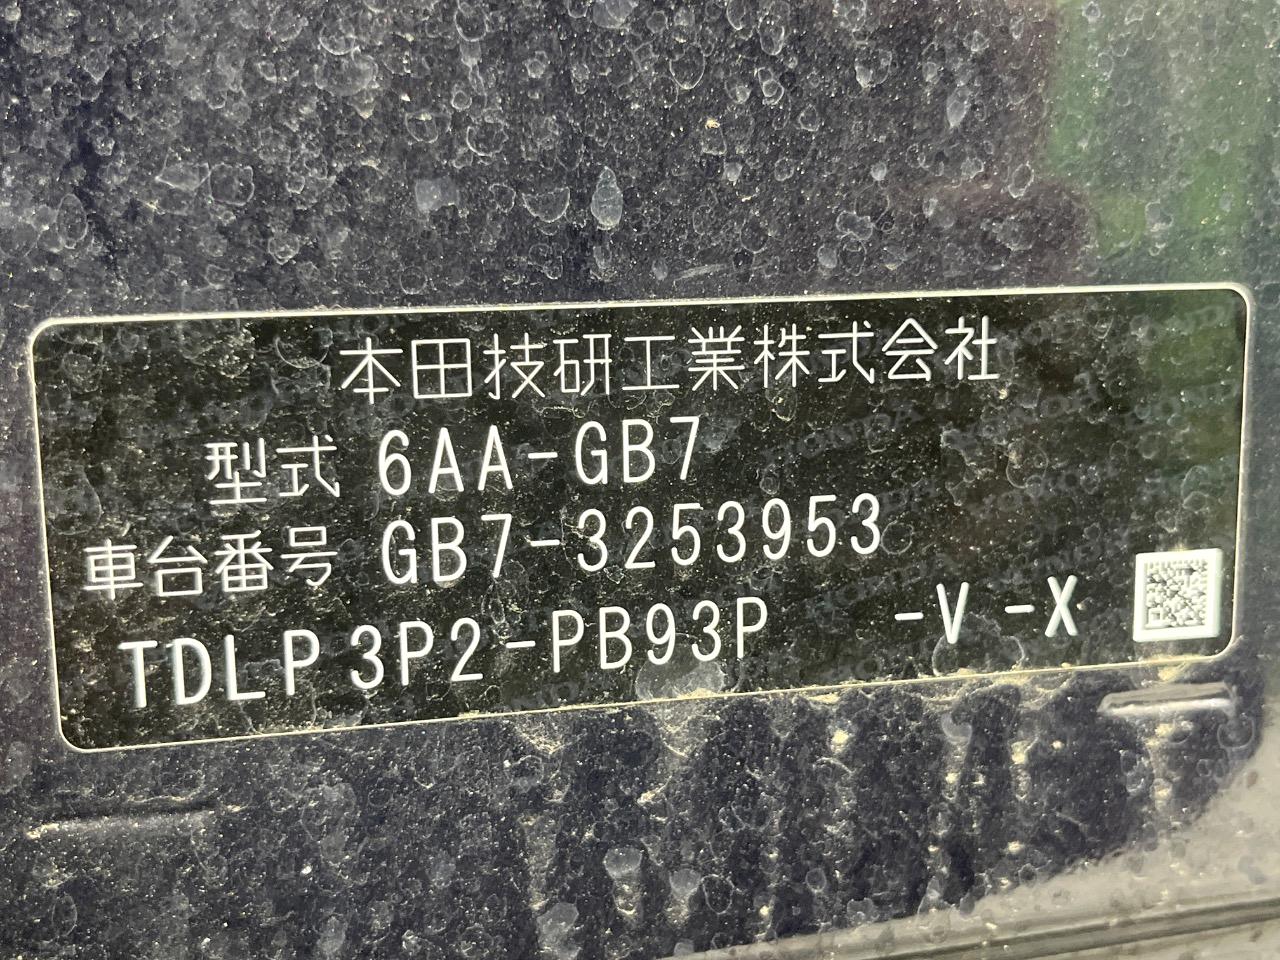 本田技研工業株式会社
型式 6AA-GB7
車台番号 GB7-3253953
TDLP3P2-PB93P -V -X